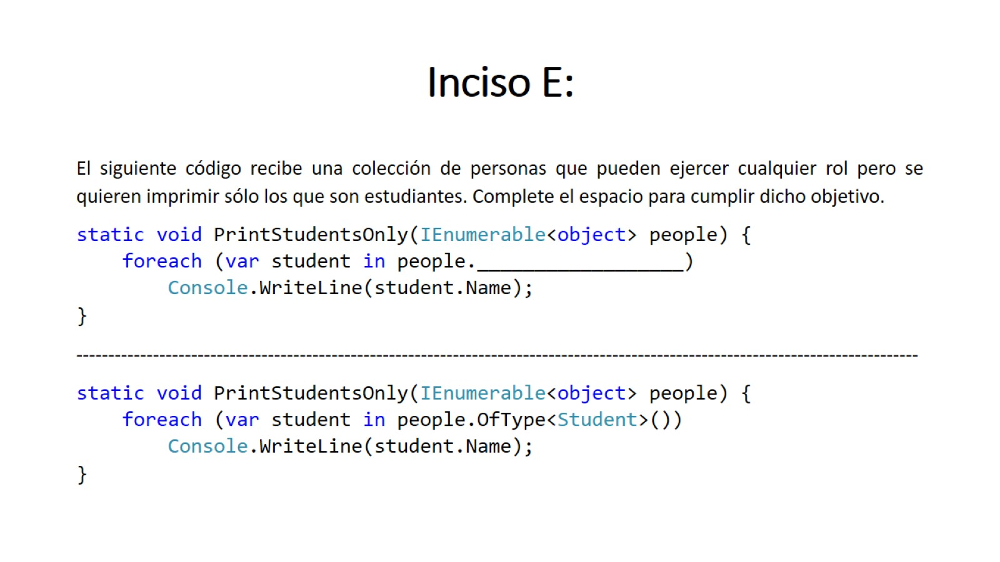 Inciso E:
El siguiente código recibe una colección de personas que pueden ejercer cualquier rol pero se
quieren imprimir sólo los que son estudiantes. Complete el espacio para cumplir dicho objetivo.
static void PrintStudentsOnly(IEnumerable<object> people) {
    foreach (var student in people.__________________)
        Console.WriteLine(student.Name);
}
--------------------------------------------------------------------------------------------------------------------------------------
static void PrintStudentsOnly(IEnumerable<object> people) {
    foreach (var student in people.OfType<Student>())
        Console.WriteLine(student.Name);
}